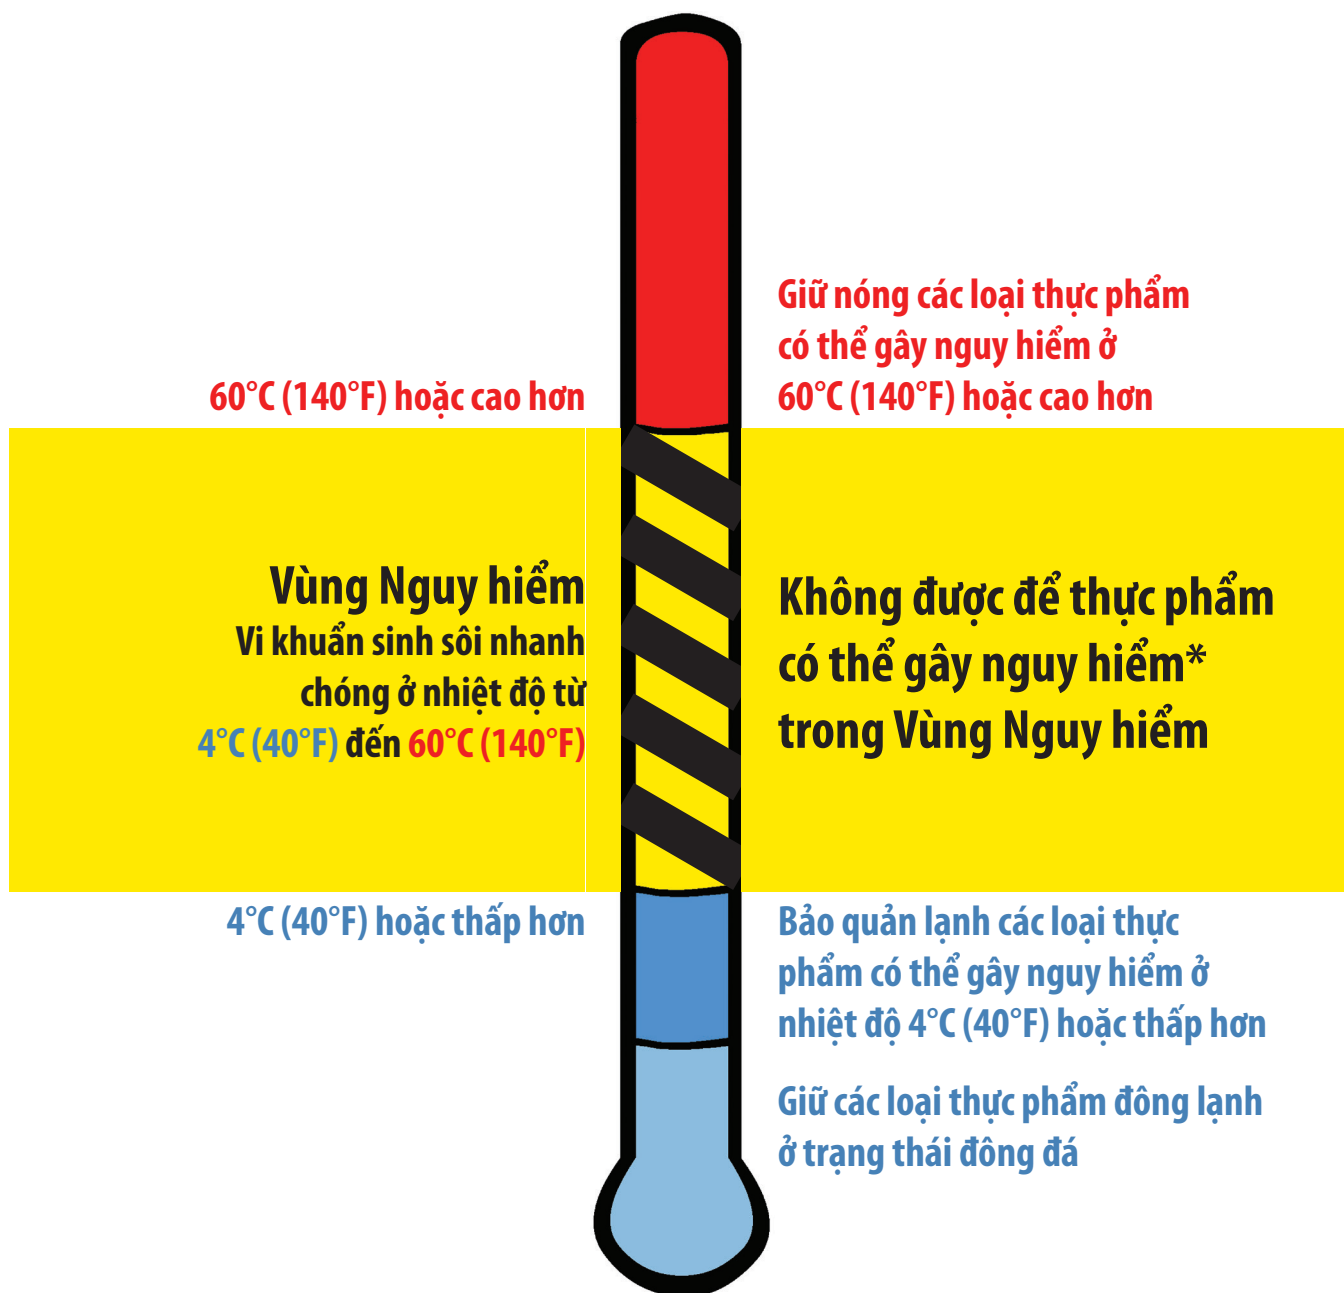 Giữ nóng các loại thực phẩm
có thể gây nguy hiểm ở
60°C (140°F) hoặc cao hơn
60°C (140°F) hoặc cao hơn
Vùng Nguy hiểm
Vi khuẩn sinh sôi nhanh
chóng ở nhiệt độ từ
4°C (40°F) đến 60°C (140°F)
Không được để thực phẩm
có thể gây nguy hiểm*
trong Vùng Nguy hiểm
4°C (40°F) hoặc thấp hơn
Bảo quản lạnh các loại thực
phẩm có thể gây nguy hiểm ở
nhiệt độ 4°C (40°F) hoặc thấp hơn
Giữ các loại thực phẩm đông lạnh
ở trạng thái đông đá